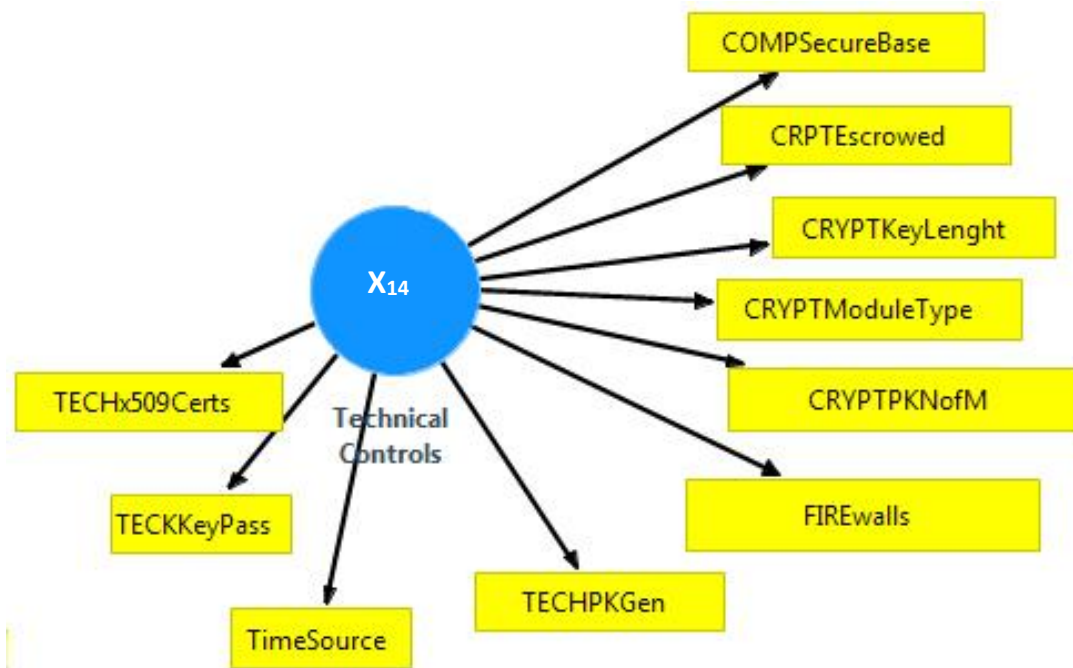 COMPSecureBase
CRPTEscrowed
CRYPTKeyLenght
X₁₄
CRYPTModuleType
TECHx509Certs
CRYPTPKNofM
Technical
Controls
TECKKeyPass
FIREwalls
TECHPKGen
TimeSource